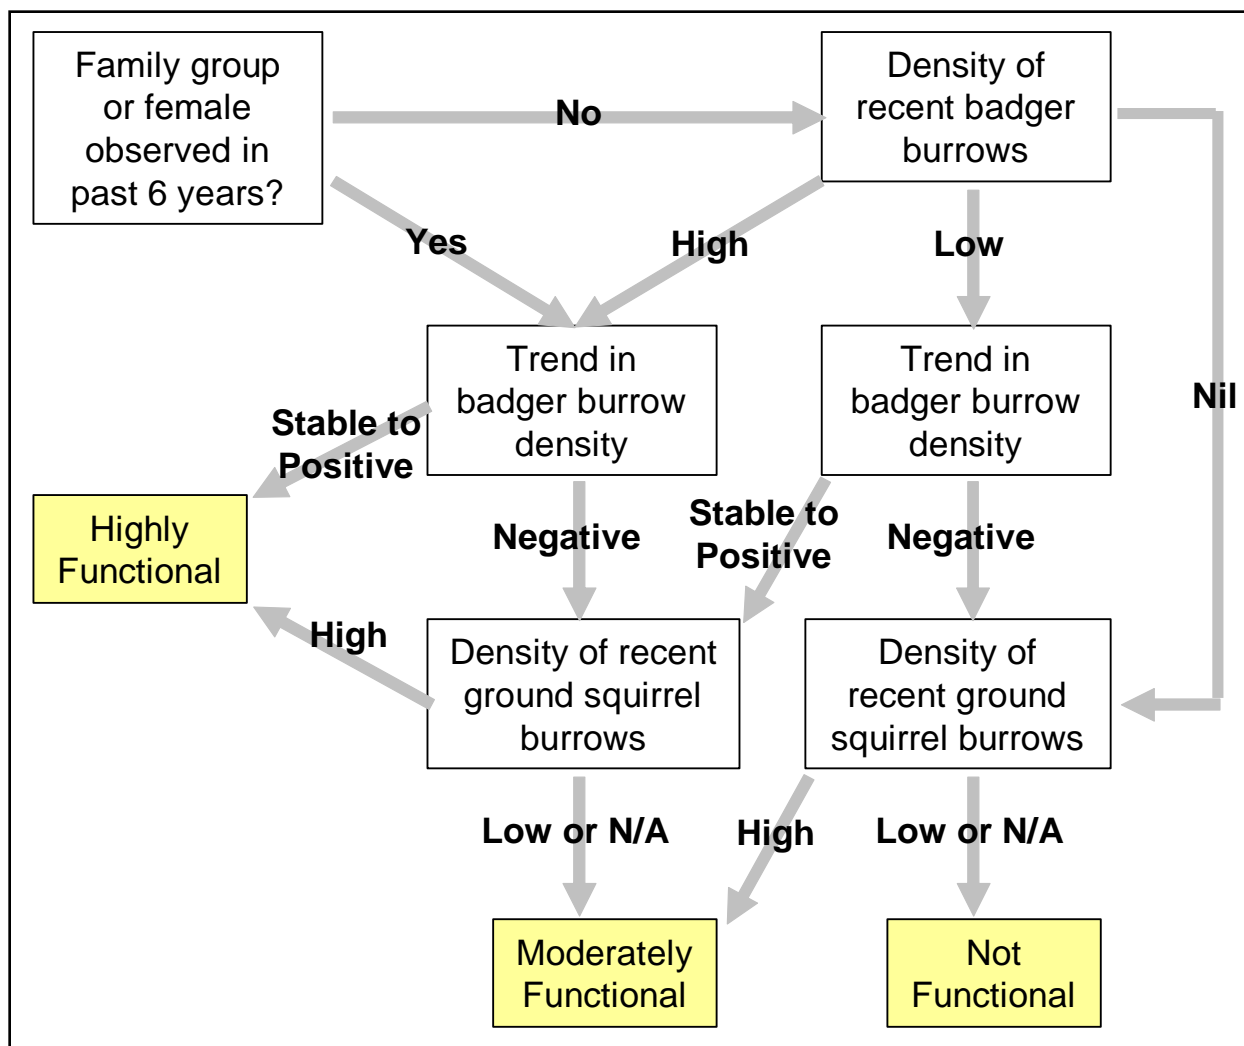 Family group
or female
observed in
past 6 years?
No
Density of
recent badger
burrows
Yes
High
Low
Nil
Trend in
badger burrow
density
Trend in
badger burrow
density
Stable to
Positive
Highly
Functional
Negative
Stable to
Positive
Negative
High
Density of recent
ground squirrel
burrows
Density of
recent ground
squirrel burrows
Low or N/A
High
Low or N/A
Moderately
Functional
Not
Functional